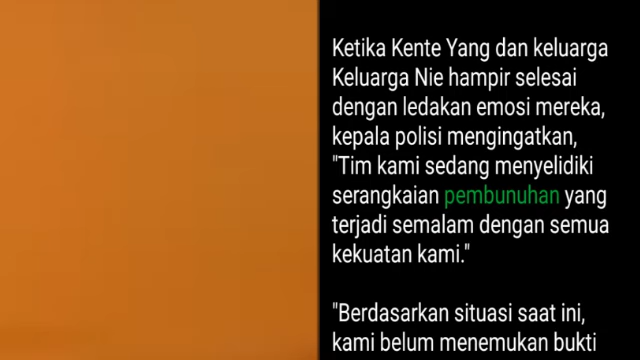 Ketika Kente Yang dan keluarga
Keluarga Nie hampir selesai
dengan ledakan emosi mereka,
kepala polisi mengingatkan,
"Tim kami sedang menyelidiki
serangkaian pembunuhan yang
terjadi semalam dengan semua
kekuatan kami."
"Berdasarkan situasi saat ini,
kami belum menemukan bukti